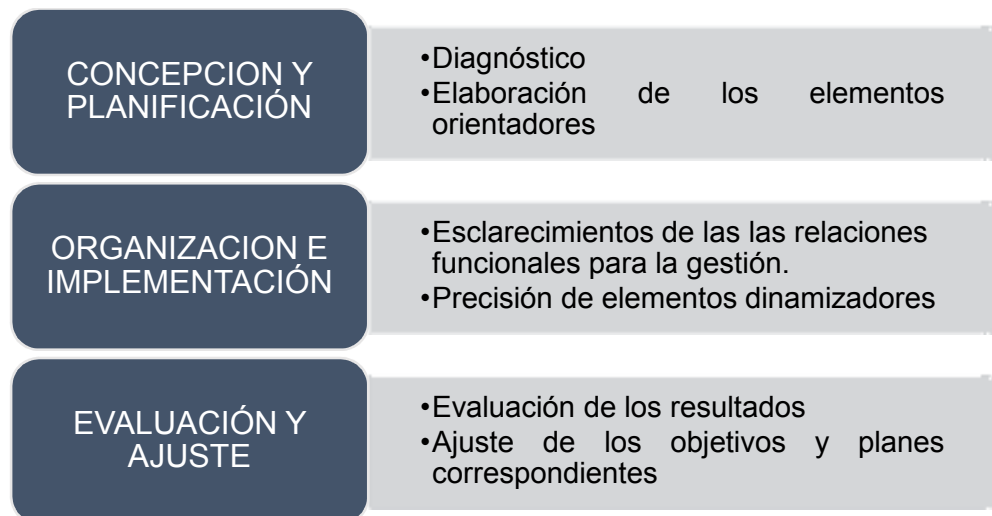 CONCEPCION Y
PLANIFICACIÓN
•Diagnóstico
•Elaboración de los elementos
orientadores
ORGANIZACION E
IMPLEMENTACIÓN
•Esclarecimientos de las las relaciones
funcionales para la gestión.
•Precisión de elementos dinamizadores
EVALUACIÓN Y
AJUSTE
•Evaluación de los resultados
•Ajuste de los objetivos y planes
correspondientes